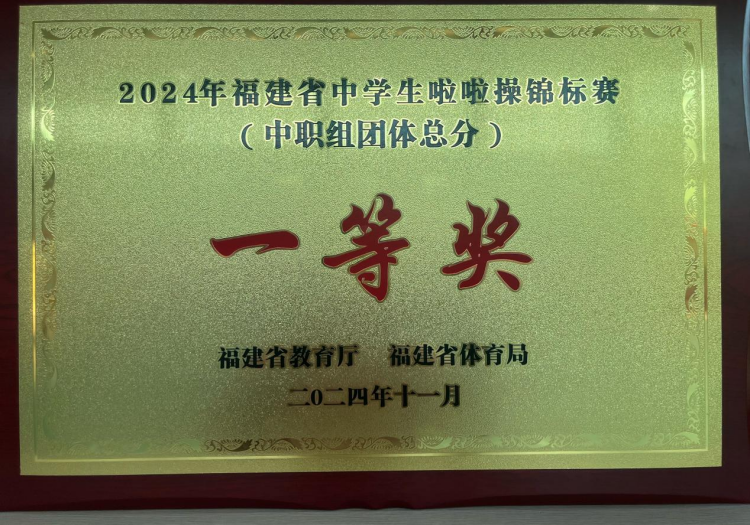 2024年福建省中学生啦啦操锦标赛
（中职组团体总分）
一等奖
福建省教育厅 福建省体育局
二〇二四年十一月